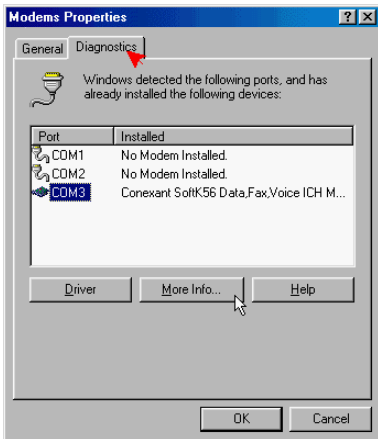 Modems Properties
General Diagnostics
Windows detected the following ports, and has
already installed the following devices:
Port Installed
COM1 No Modem Installed.
COM2 No Modem Installed.
COM3 Conexant SoftK56 Data,Fax,Voice ICH M...
Driver More Info... Help
OK Cancel